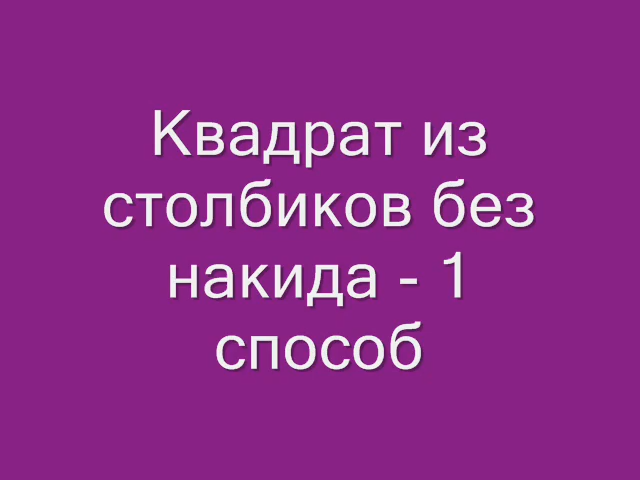 Квадрат из
столбиков без
накида - 1
способ